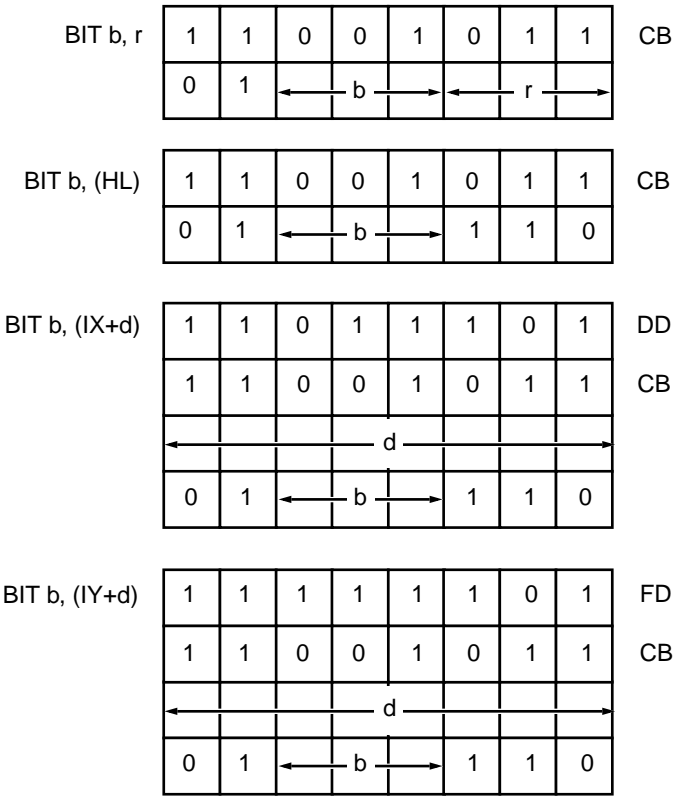 BIT b, r 1 1 0 0 1 0 1 1 CB
0 1 b r
BIT b, (HL) 1 1 0 0 1 0 1 1 CB
0 1 b 1 1 0
BIT b, (IX+d) 1 1 0 1 1 1 0 1 DD
1 1 0 0 1 0 1 1 CB
d
0 1 b 1 1 0
BIT b, (IY+d) 1 1 1 1 1 1 0 1 FD
1 1 0 0 1 0 1 1 CB
d
0 1 b 1 1 0